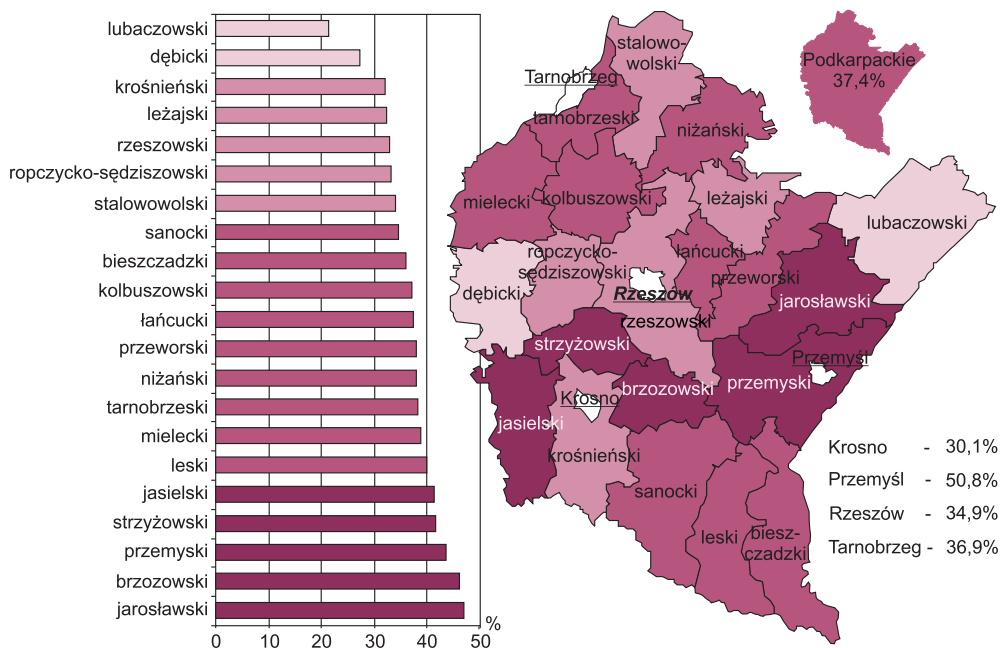 lubaczowski
dębicki
krośnieński
leżajski
rzeszowski
ropczycko-sędziszowski
stalowowolski
sanocki
bieszczadzki
kolbuszowski
łańcucki
przeworski
niżański
tarnobrzeski
mielecki
leski
jasielski
strzyżowski
przemyski
brzozowski
jarosławski
0 10 20 30 40 50
%
stalowo-
wolski
Tarnobrzeg
tarnobrzeski
niżański
mielecki
kolbuszowski
leżajski
lubaczowski
ropczycko-
sędziszowski
łańcucki
przeworski
dębicki
Rzeszów
jarosławski
rzeszowski
strzyżowski
Przemyśl
przemyski
brzozowski
Krosno
jasielski
krośnieński
sanocki
leski
biesz-
czadzki
Podkarpackie
37,4%
Krosno - 30,1%
Przemyśl - 50,8%
Rzeszów - 34,9%
Tarnobrzeg - 36,9%